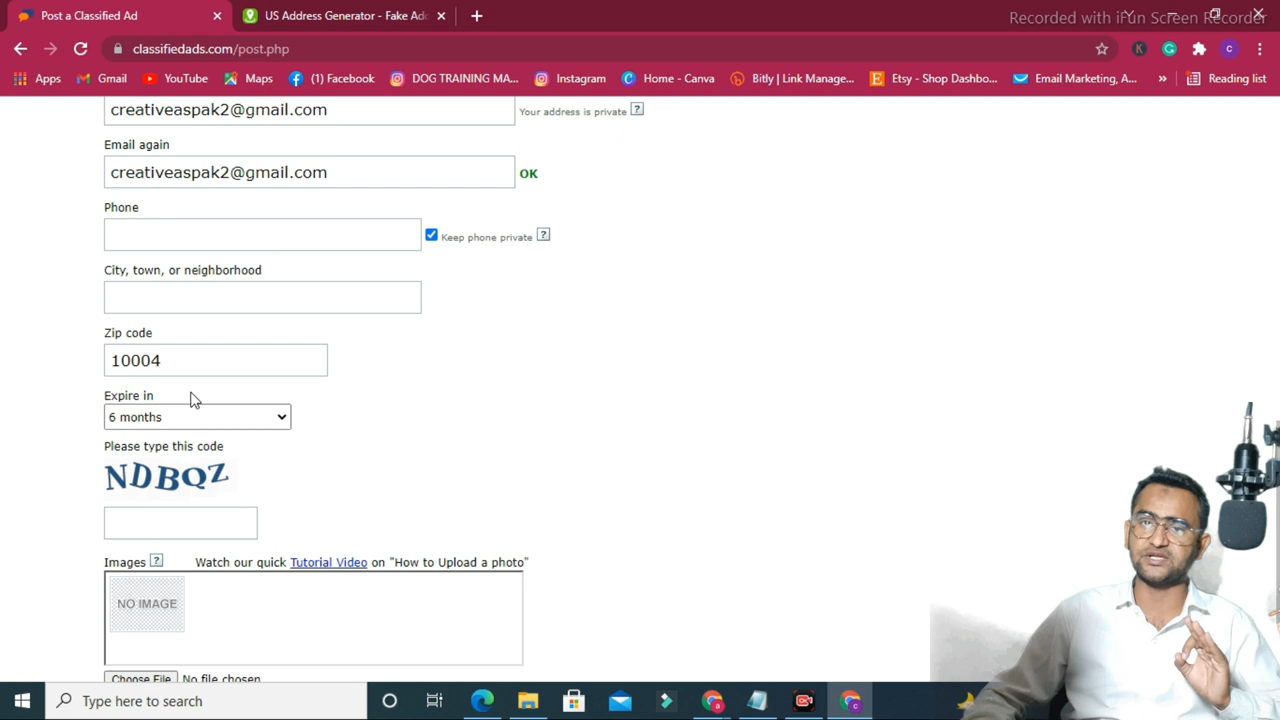 Post a Classified Ad
US Address Generator - Fake Ad
Recorded with iFun Screen Recorder
classifiedads.com/post.php
Apps Gmail YouTube Maps (1) Facebook DOG TRAINING MA... Instagram Home - Canva Bitly | Link Manage... Etsy - Shop Dashbo... Email Marketing, A... » Reading list
creativeaspak2@gmail.com Your address is private ?
Email again
creativeaspak2@gmail.com OK
Phone
Keep phone private ?
City, town, or neighborhood
Zip code
10004
Expire in
6 months
Please type this code
NDBQZ
Images ? Watch our quick Tutorial Video on "How to Upload a photo"
NO IMAGE
Choose File No file chosen
Type here to search